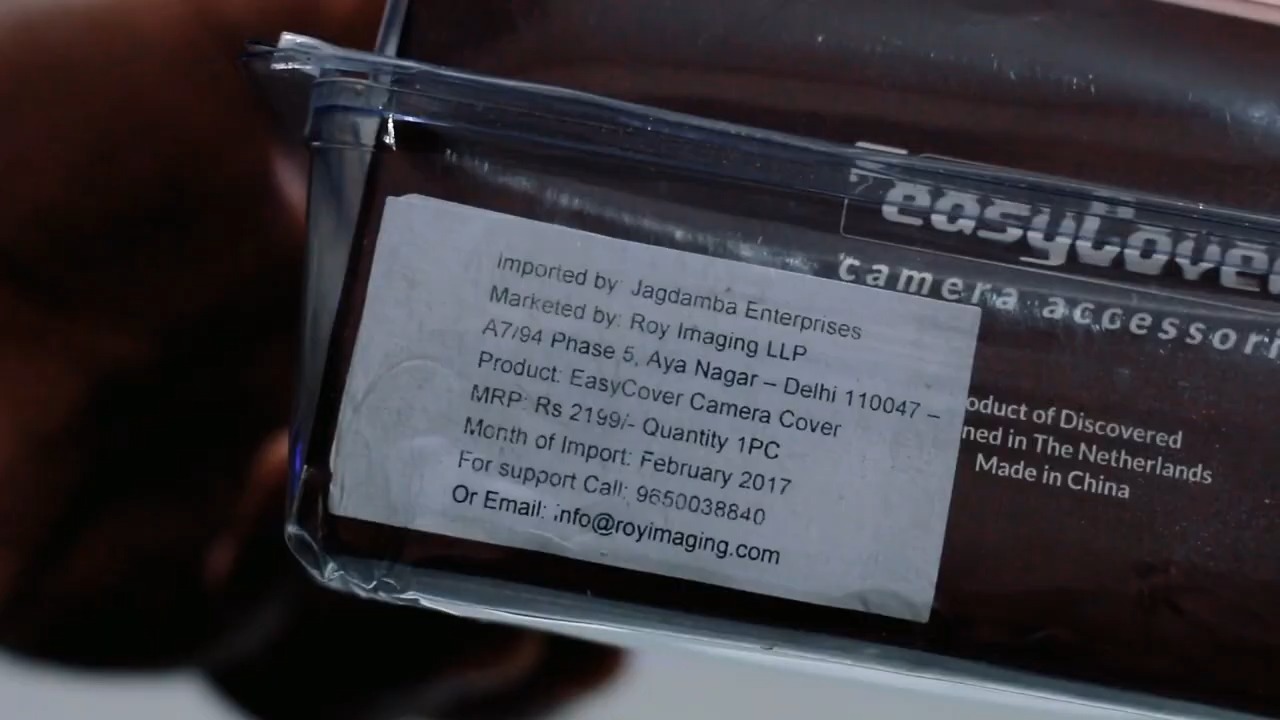 easyCover
camera accessori
Imported by: Jagdamba Enterprises
Marketed by: Roy Imaging LLP
A7/94 Phase 5, Aya Nagar – Delhi 110047 –
Product: EasyCover Camera Cover
MRP: Rs 2199/- Quantity 1PC
Month of Import: February 2017
For support Call: 9650038840
Or Email: info@royimaging.com
oduct of Discovered
ned in The Netherlands
Made in China